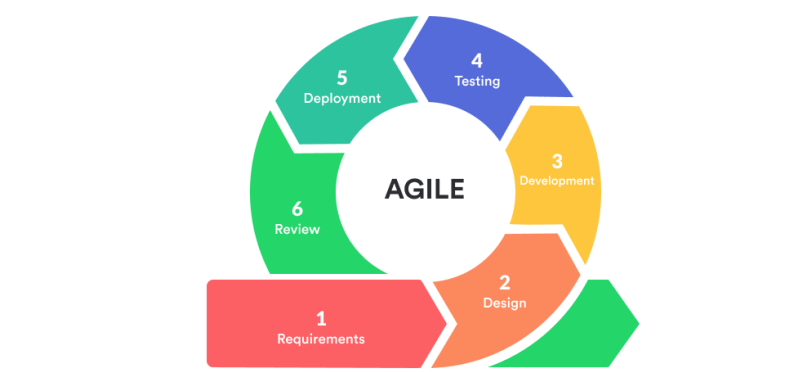 4
Testing
5
Deployment
3
Development
AGILE
6
Review
2
Design
1
Requirements